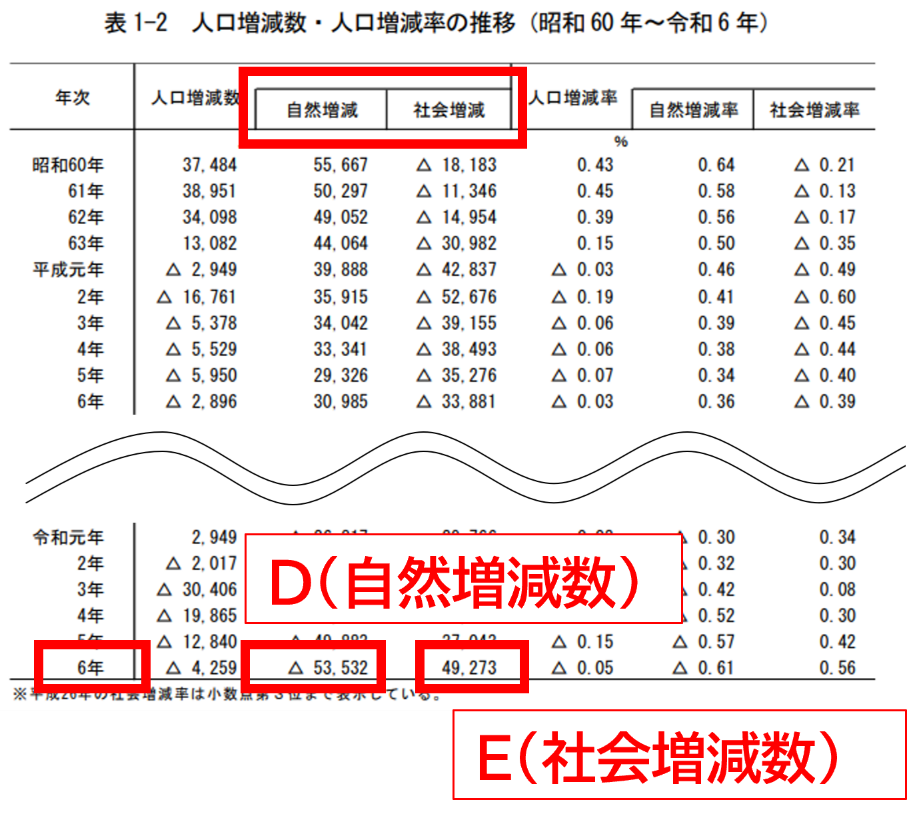 表 1-2 人口増減数・人口増減率の推移（昭和 60 年～令和 6 年）
年次 人口増減数 自然増減 社会増減 人口増減率 自然増減率 社会増減率
%
昭和60年 37,484 55,667 △ 18,183 0.43 0.64 △ 0.21
61年 38,951 50,297 △ 11,346 0.45 0.58 △ 0.13
62年 34,098 49,052 △ 14,954 0.39 0.56 △ 0.17
63年 13,082 44,064 △ 30,982 0.15 0.50 △ 0.35
平成元年 △ 2,949 39,888 △ 42,837 △ 0.03 0.46 △ 0.49
2年 △ 16,761 35,915 △ 52,676 △ 0.19 0.41 △ 0.60
3年 △ 5,378 34,042 △ 39,155 △ 0.06 0.39 △ 0.45
4年 △ 5,529 33,341 △ 38,493 △ 0.06 0.38 △ 0.44
5年 △ 5,950 29,326 △ 35,276 △ 0.07 0.34 △ 0.40
6年 △ 2,896 30,985 △ 33,881 △ 0.03 0.36 △ 0.39
令和元年 2,949 △ 0.30 0.34
2年 △ 2,017 △ 0.32 0.30
3年 △ 30,406 △ 0.42 0.08
4年 △ 19,865 △ 0.52 0.30
D（自然増減数）
5年 △ 12,840 △ 0.15 △ 0.57 0.42
6年 △ 4,259 △ 53,532 49,273 △ 0.05 △ 0.61 0.56
※平成26年の社会増減率は小数点第3位まで表示している。
E（社会増減数）